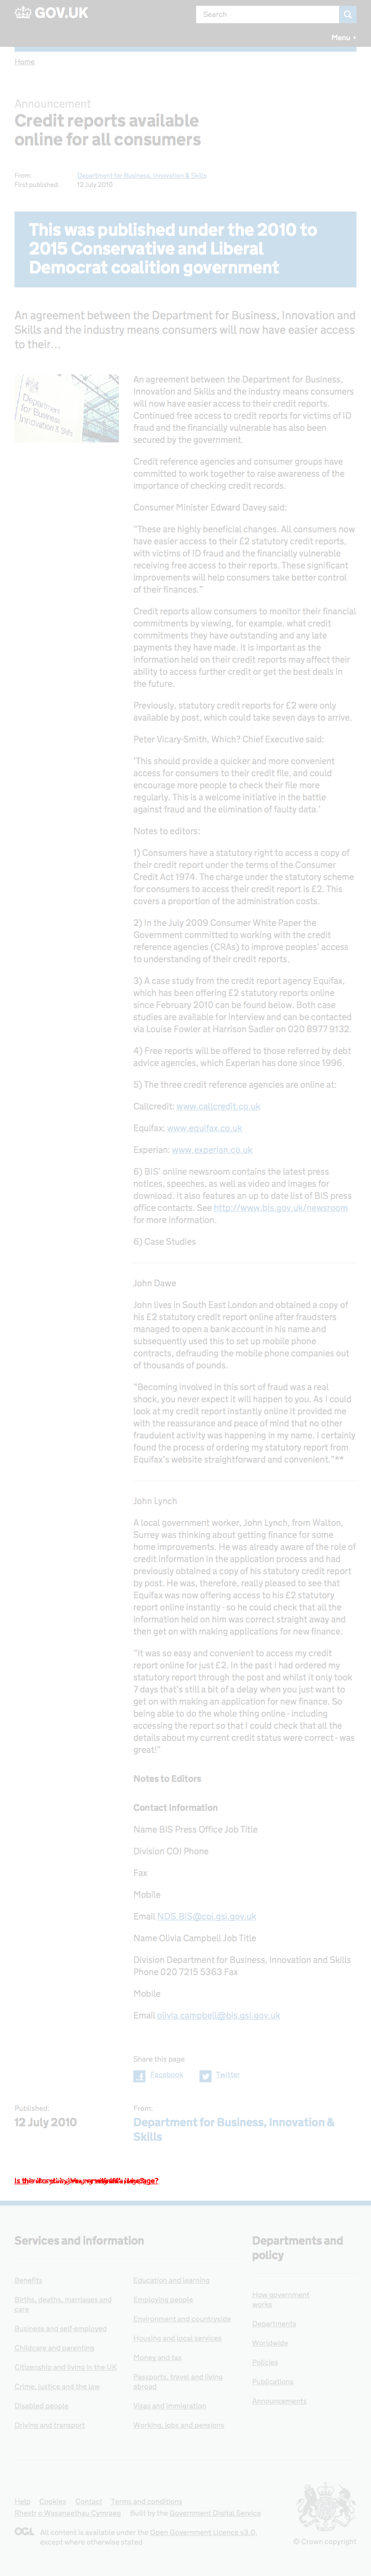 GOV.UK
Search
Menu
Home
Announcement
Credit reports available
online for all consumers
From: Department for Business, Innovation & Skills
First published: 12 July 2010
This was published under the 2010 to
2015 Conservative and Liberal
Democrat coalition government
An agreement between the Department for Business, Innovation and
Skills and the industry means consumers will now have easier access
to their…
Department
for Business
Innovation & Skills
An agreement between the Department for Business,
Innovation and Skills and the industry means consumers
will now have easier access to their credit reports.
Continued free access to credit reports for victims of ID
fraud and the financially vulnerable has also been
secured by the government.
Credit reference agencies and consumer groups have
committed to work together to raise awareness of the
importance of checking credit records.
Consumer Minister Edward Davey said:
"These are highly beneficial changes. All consumers now
have easier access to their £2 statutory credit reports,
with victims of ID fraud and the financially vulnerable
receiving free access to their reports. These significant
improvements will help consumers take better control
of their finances."
Credit reports allow consumers to monitor their financial
commitments by viewing, for example, what credit
commitments they have outstanding and any late
payments they have made. It is important as the
information held on their credit reports may affect their
ability to access further credit or get the best deals in
the future.
Previously, statutory credit reports for £2 were only
available by post, which could take seven days to arrive.
Peter Vicary-Smith, Which? Chief Executive said:
'This should provide a quicker and more convenient
access for consumers to their credit file, and could
encourage more people to check their file more
regularly. This is a welcome initiative in the battle
against fraud and the elimination of faulty data.'
Notes to editors:
1) Consumers have a statutory right to access a copy of
their credit report under the terms of the Consumer
Credit Act 1974. The charge under the statutory scheme
for consumers to access their credit report is £2. This
covers a proportion of the administration costs.
2) In the July 2009 Consumer White Paper the
Government committed to working with the credit
reference agencies (CRAs) to improve peoples' access
to understanding of their credit reports.
3) A case study from the credit report agency Equifax,
which has been offering £2 statutory reports online
since February 2010 can be found below. Both case
studies are available for interview and can be contacted
via Louise Fowler at Harrison Sadler on 020 8977 9132.
4) Free reports will be offered to those referred by debt
advice agencies, which Experian has done since 1996.
5) The three credit reference agencies are online at:
Callcredit: www.callcredit.co.uk
Equifax: www.equifax.co.uk
Experian: www.experian.co.uk
6) BIS' online newsroom contains the latest press
notices, speeches, as well as video and images for
download. It also features an up to date list of BIS press
office contacts. See http://www.bis.gov.uk/newsroom
for more information.
6) Case Studies
John Dawe
John lives in South East London and obtained a copy of
his £2 statutory credit report online after fraudsters
managed to open a bank account in his name and
subsequently used this to set up mobile phone
contracts, defrauding the mobile phone companies out
of thousands of pounds.
"Becoming involved in this sort of fraud was a real
shock, you never expect it will happen to you. As I could
look at my credit report instantly online it provided me
with the reassurance and peace of mind that no other
fraudulent activity was happening in my name. I certainly
found the process of ordering my statutory report from
Equifax's website straightforward and convenient."**
John Lynch
A local government worker, John Lynch, from Walton,
Surrey was thinking about getting finance for some
home improvements. He was already aware of the role of
credit information in the application process and had
previously obtained a copy of his statutory credit report
by post. He was, therefore, really pleased to see that
Equifax was now offering access to his £2 statutory
report online instantly - so he could check that all the
information held on him was correct straight away and
then get on with making applications for new finance.
"It was so easy and convenient to access my credit
report online for just £2. In the past I had ordered my
statutory report through the post and whilst it only took
7 days that's still a bit of a delay when you just want to
get on with making an application for new finance. So
being able to do the whole thing online - including
accessing the report so that I could check that all the
details about my current credit status were correct - was
great!"
Notes to Editors
Contact Information
Name BIS Press Office Job Title
Division COI Phone
Fax
Mobile
Email NDS.BIS@coi.gsi.gov.uk
Name Olivia Campbell Job Title
Division Department for Business, Innovation and Skills
Phone 020 7215 5363 Fax
Mobile
Email olivia.campbell@bis.gsi.gov.uk
Share this page
Facebook Twitter
Published: From:
12 July 2010 Department for Business, Innovation &
Skills
Services and information
Departments and
policy
Benefits
Births, deaths, marriages and
care
Business and self-employed
Childcare and parenting
Citizenship and living in the UK
Crime, justice and the law
Disabled people
Driving and transport
Education and learning
Employing people
Environment and countryside
Housing and local services
Money and tax
Passports, travel and living
abroad
Visas and immigration
Working, jobs and pensions
How government
works
Departments
Worldwide
Policies
Publications
Announcements
Help Cookies Contact Terms and conditions
Rhestr o Wasanaethau Cymraeg Built by the Government Digital Service
OGL All content is available under the Open Government Licence v3.0,
except where otherwise stated
© Crown copyright